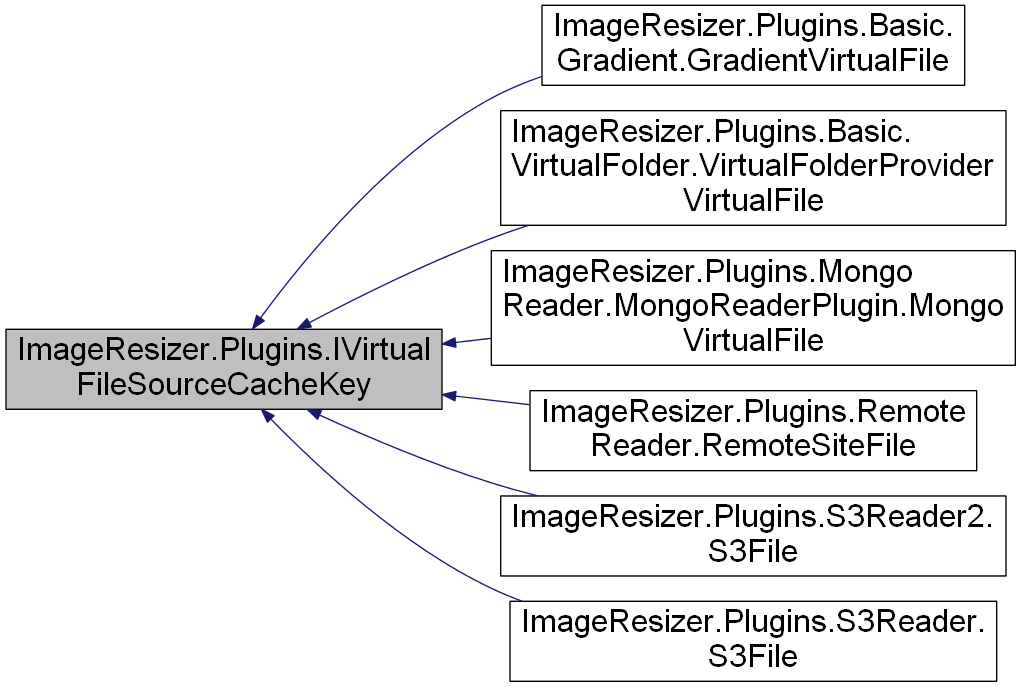 ImageResizer.Plugins.Basic.
Gradient.GradientVirtualFile
ImageResizer.Plugins.Basic.
VirtualFolder.VirtualFolderProvider
VirtualFile
ImageResizer.Plugins.Mongo
Reader.MongoReaderPlugin.Mongo
VirtualFile
ImageResizer.Plugins.IVirtual
FileSourceCacheKey
ImageResizer.Plugins.Remote
Reader.RemoteSiteFile
ImageResizer.Plugins.S3Reader2.
S3File
ImageResizer.Plugins.S3Reader.
S3File